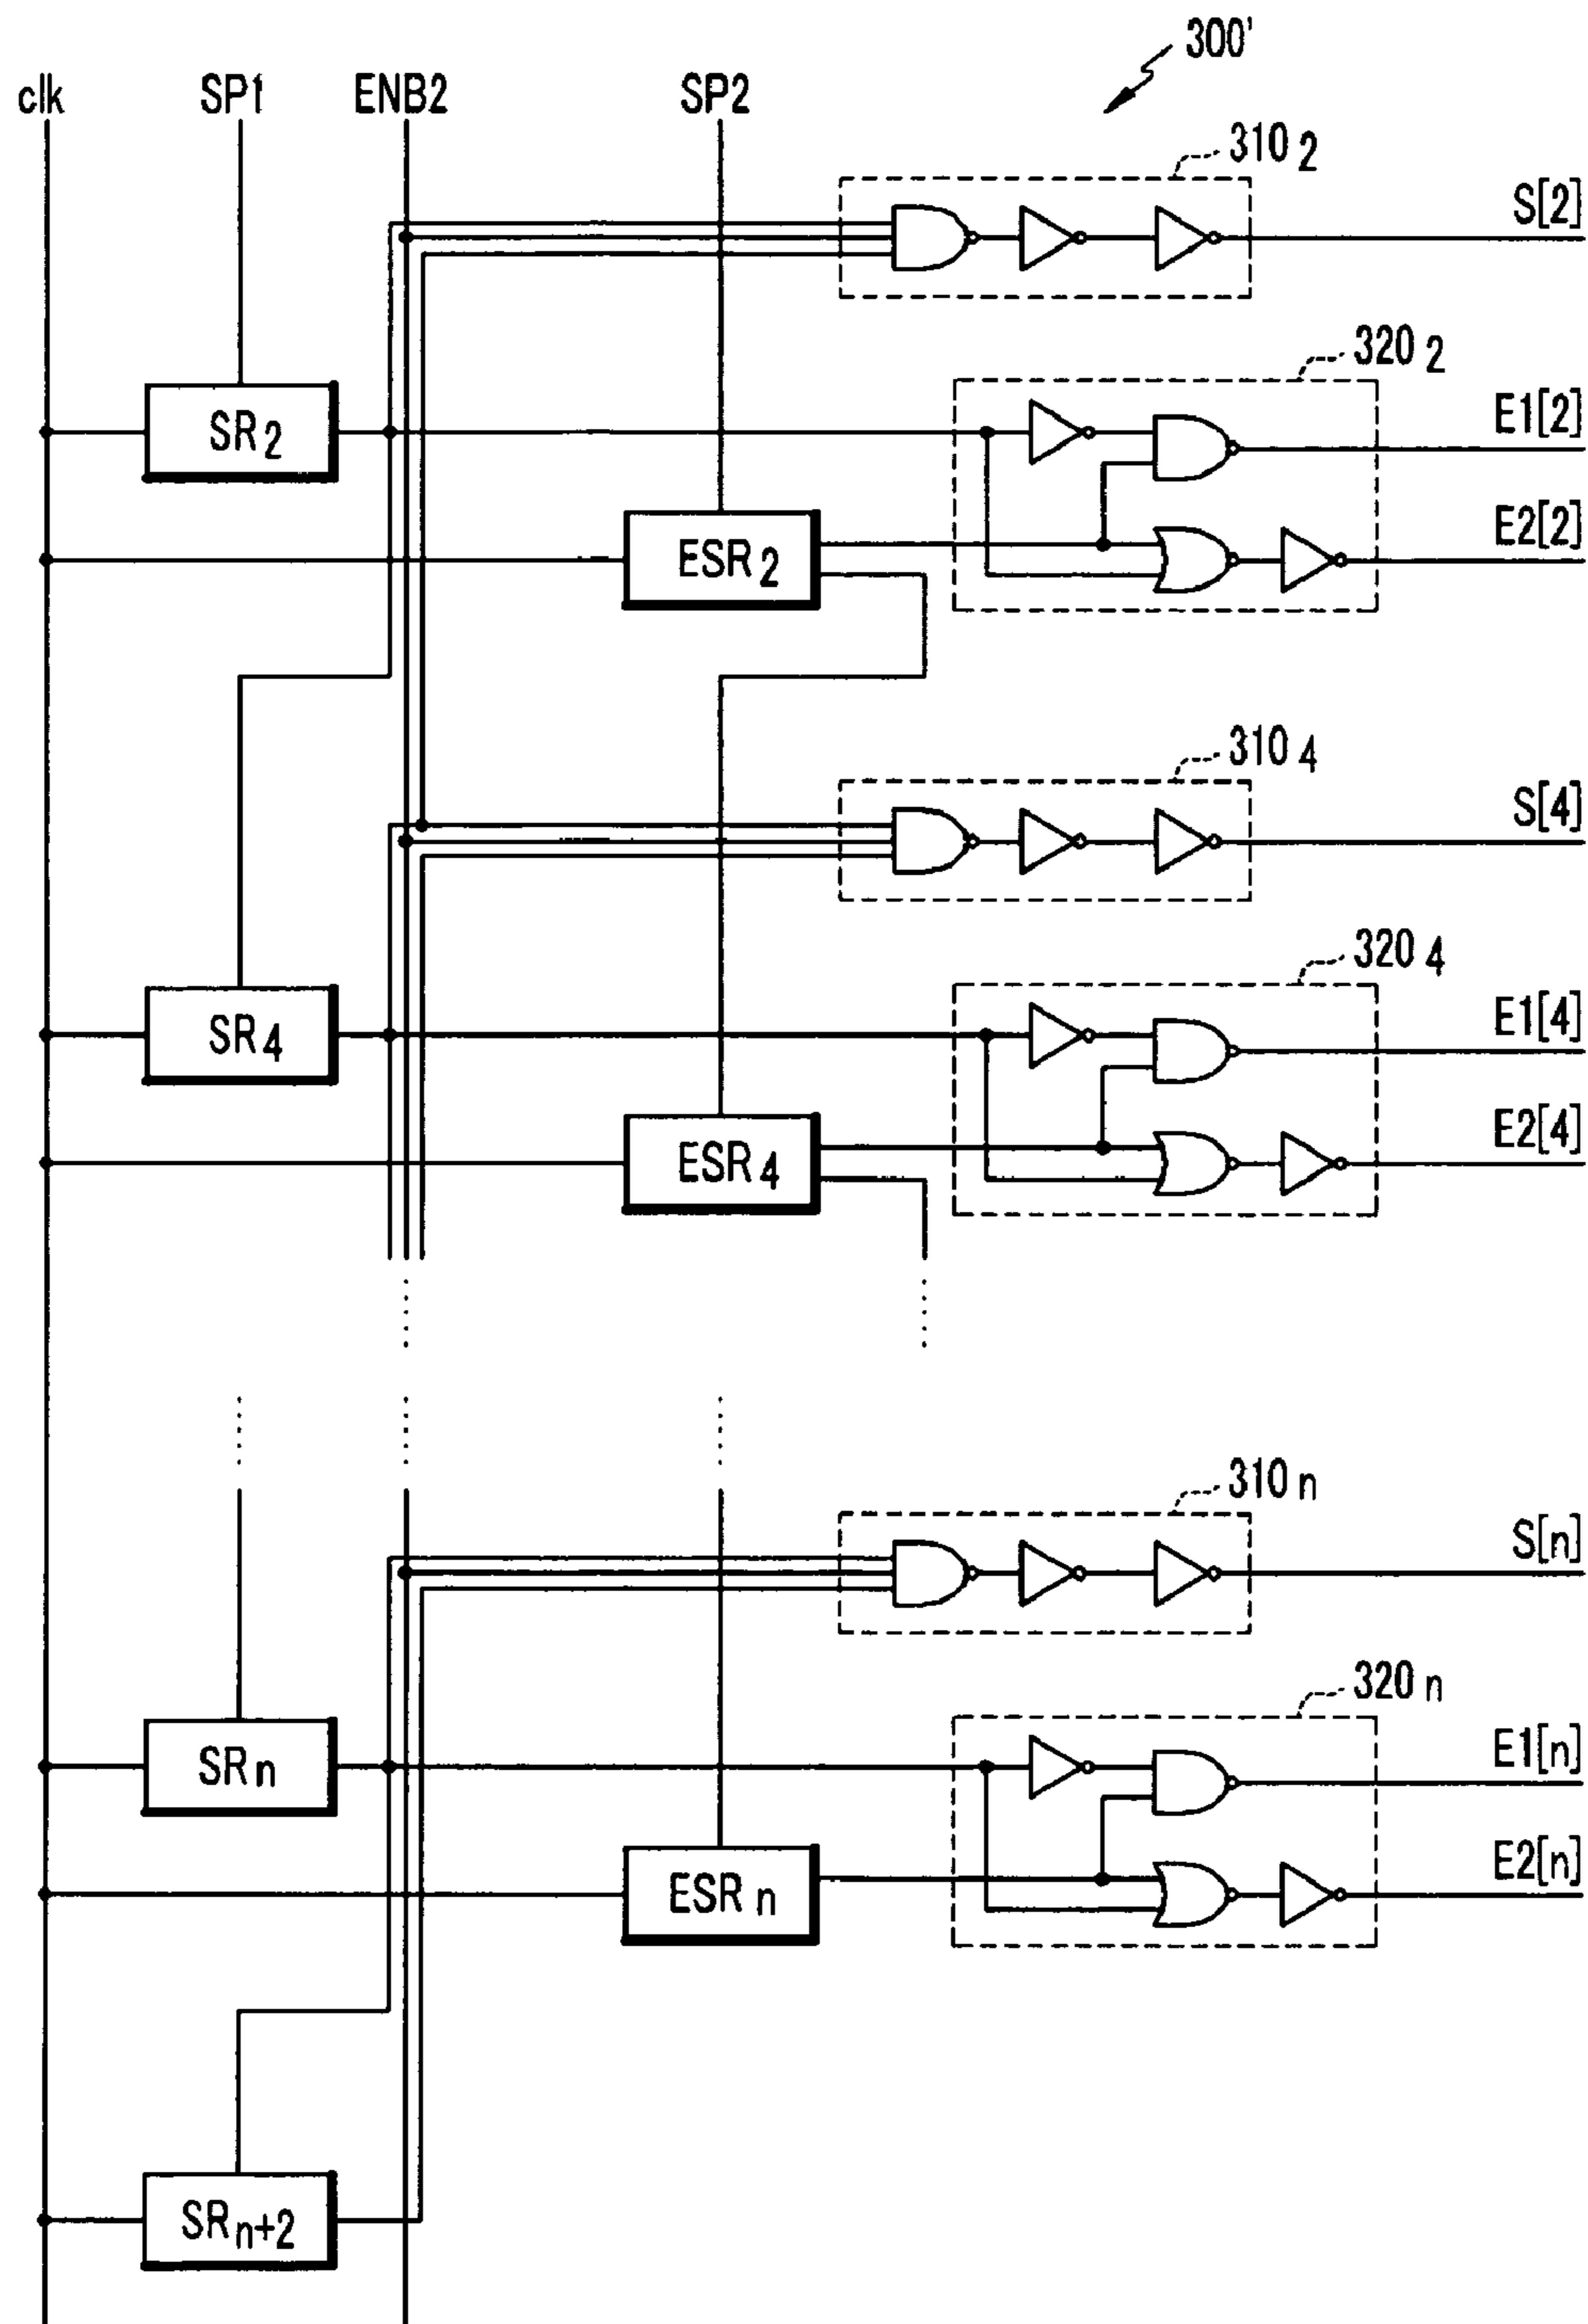 300'
clk SP1 ENB2 SP2
310 2
S[2]
320 2
E1[2]
SR2
E2[2]
ESR2
310 4
S[4]
320 4
E1[4]
SR4
E2[4]
ESR4
310 n
S[n]
320 n
E1[n]
SRn
E2[n]
ESR n
SRn+2